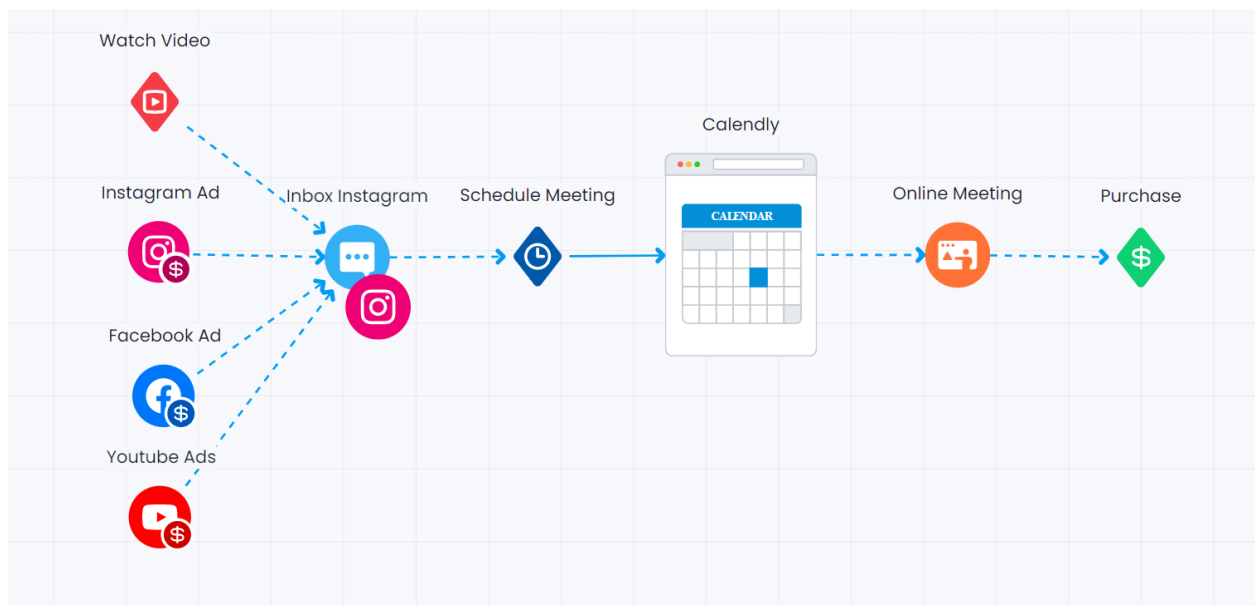 Watch Video
Instagram Ad
Facebook Ad
Youtube Ads
Inbox Instagram
Schedule Meeting
Calendly
CALENDAR
Online Meeting
Purchase